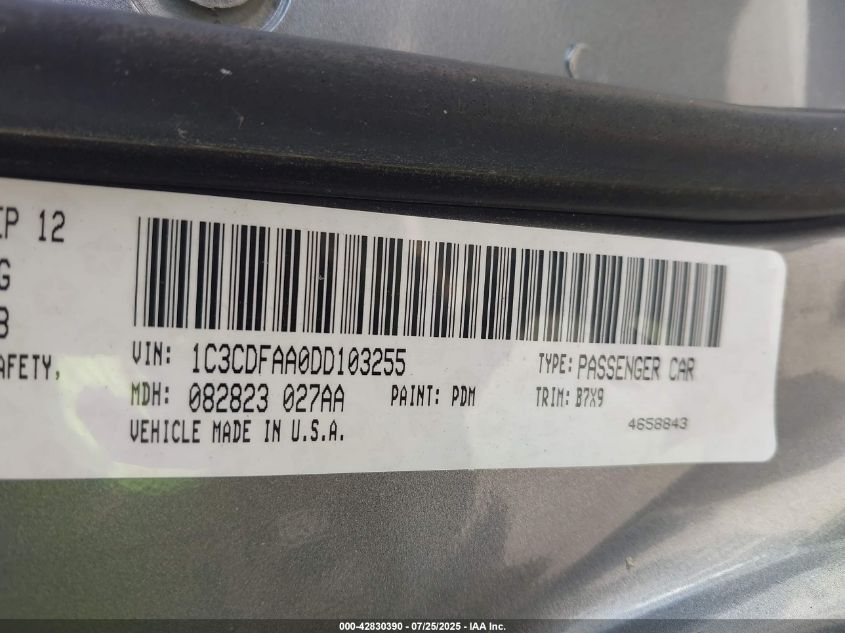 EP 12
G
8
AFETY,
VIN: 1C3CDFAA0DD103255 TYPE: PASSENGER CAR
MDH: 082823 027AA PAINT: PDM TRIM: B7X9
VEHICLE MADE IN U.S.A. 4658843
000-42830390 - 07/25/2025 - IAA Inc.